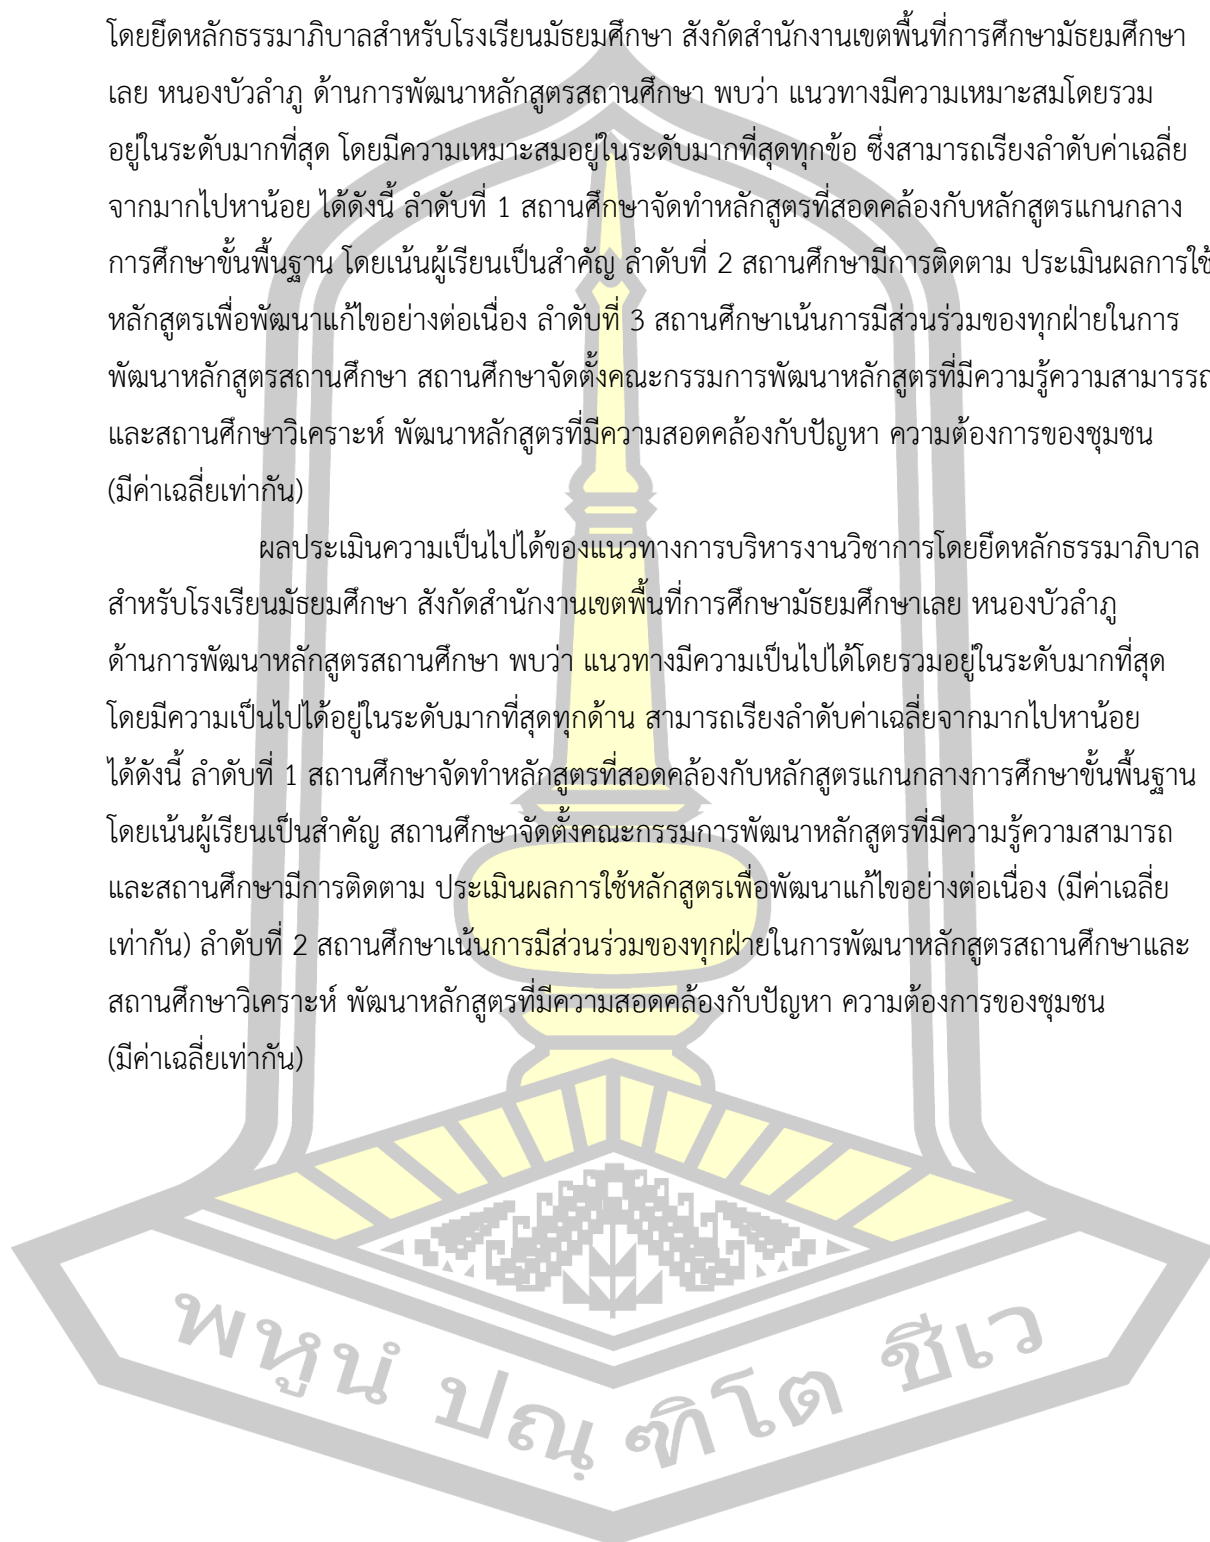 โดยยึดหลักธรรมาภิบาลสำหรับโรงเรียนมัธยมศึกษา สังกัดสำนักงานเขตพื้นที่การศึกษามัธยมศึกษา
เลย หนองบัวลำภู ด้านการพัฒนาหลักสูตรสถานศึกษา พบว่า แนวทางมีความเหมาะสมโดยรวม
อยู่ในระดับมากที่สุด โดยมีความเหมาะสมอยู่ในระดับมากที่สุดทุกข้อ ซึ่งสามารถเรียงลำดับค่าเฉลี่ย
จากมากไปหาน้อย ได้ดังนี้ ลำดับที่ 1 สถานศึกษาจัดทำหลักสูตรที่สอดคล้องกับหลักสูตรแกนกลาง
การศึกษาขั้นพื้นฐาน โดยเน้นผู้เรียนเป็นสำคัญ ลำดับที่ 2 สถานศึกษามีการติดตาม ประเมินผลการใช้
หลักสูตรเพื่อพัฒนาแก้ไขอย่างต่อเนื่อง ลำดับที่ 3 สถานศึกษาเน้นการมีส่วนร่วมของทุกฝ่ายในการ
พัฒนาหลักสูตรสถานศึกษา สถานศึกษาจัดตั้งคณะกรรมการพัฒนาหลักสูตรที่มีความรู้ความสามารรถ
และสถานศึกษาวิเคราะห์ พัฒนาหลักสูตรที่มีความสอดคล้องกับปัญหา ความต้องการของชุมชน
(มีค่าเฉลี่ยเท่ากัน)
ผลประเมินความเป็นไปได้ของแนวทางการบริหารงานวิชาการโดยยึดหลักธรรมาภิบาล
สำหรับโรงเรียนมัธยมศึกษา สังกัดสำนักงานเขตพื้นที่การศึกษามัธยมศึกษาเลย หนองบัวลำภู
ด้านการพัฒนาหลักสูตรสถานศึกษา พบว่า แนวทางมีความเป็นไปได้โดยรวมอยู่ในระดับมากที่สุด
โดยมีความเป็นไปได้อยู่ในระดับมากที่สุดทุกด้าน สามารถเรียงลำดับค่าเฉลี่ยจากมากไปหาน้อย
ได้ดังนี้ ลำดับที่ 1 สถานศึกษาจัดทำหลักสูตรที่สอดคล้องกับหลักสูตรแกนกลางการศึกษาขั้นพื้นฐาน
โดยเน้นผู้เรียนเป็นสำคัญ สถานศึกษาจัดตั้งคณะกรรมการพัฒนาหลักสูตรที่มีความรู้ความสามารถ
และสถานศึกษามีการติดตาม ประเมินผลการใช้หลักสูตรเพื่อพัฒนาแก้ไขอย่างต่อเนื่อง (มีค่าเฉลี่ย
เท่ากัน) ลำดับที่ 2 สถานศึกษาเน้นการมีส่วนร่วมของทุกฝ่ายในการพัฒนาหลักสูตรสถานศึกษาและ
สถานศึกษาวิเคราะห์ พัฒนาหลักสูตรที่มีความสอดคล้องกับปัญหา ความต้องการของชุมชน
(มีค่าเฉลี่ยเท่ากัน)
พหูนํ ปณฺ ฑิโต ชีเว